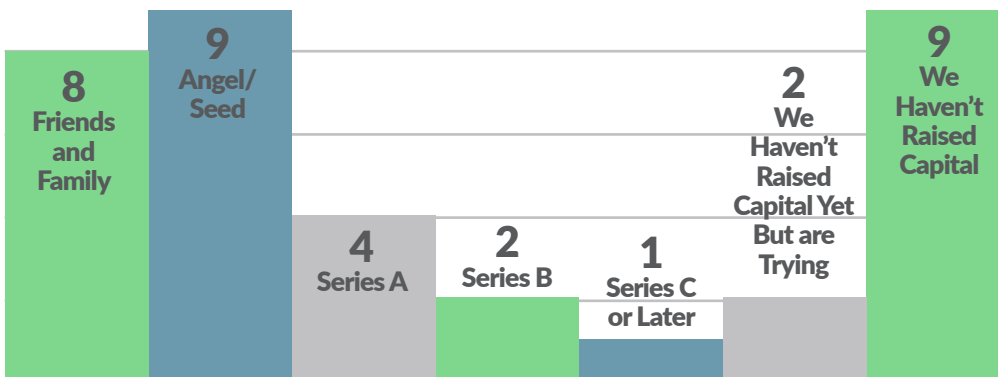 8
Friends
and
Family
9
Angel/
Seed
4
Series A
2
Series B
1
Series C
or Later
2
We
Haven’t
Raised
Capital Yet
But are
Trying
9
We
Haven’t
Raised
Capital